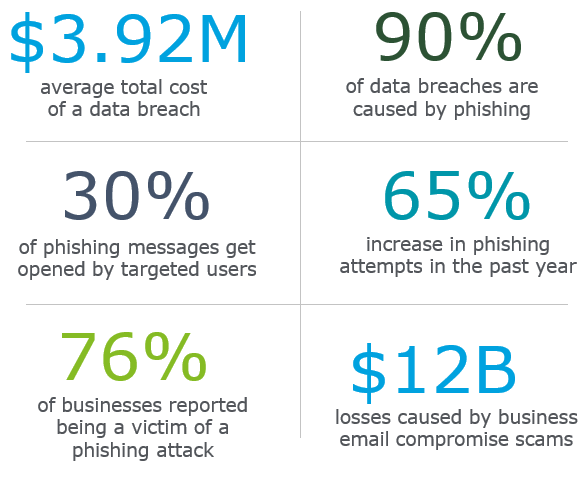 $3.92M
average total cost
of a data breach
90%
of data breaches are
caused by phishing
30%
of phishing messages get
opened by targeted users
65%
increase in phishing
attempts in the past year
76%
of businesses reported
being a victim of a
phishing attack
$12B
losses caused by business
email compromise scams